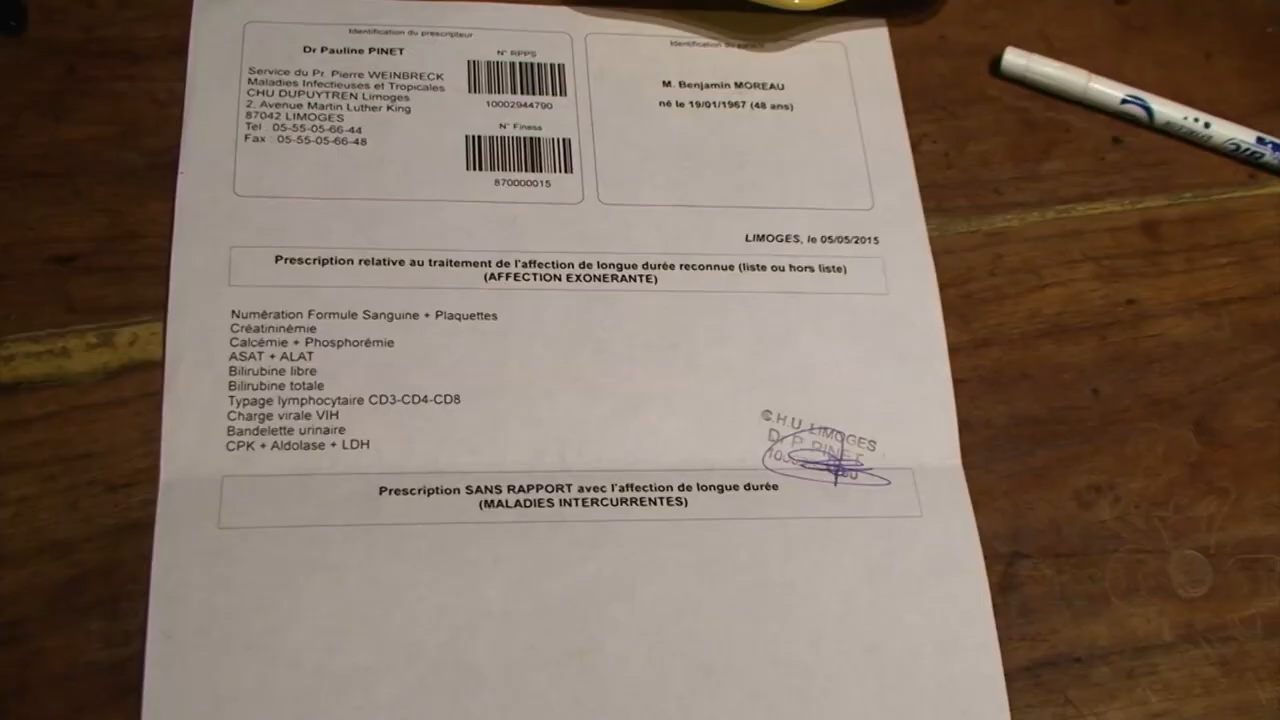 Identification du prescripteur
Dr Pauline PINET
Service du Pr. Pierre WEINBRECK
Maladies Infectieuses et Tropicales
CHU DUPUYTREN Limoges
2, Avenue Martin Luther King
87042 LIMOGES
Tel : 05-55-05-66-44
Fax : 05-55-05-66-48
N° RPPS
10002944790
N° Finess
870000015
Identification du
M. Benjamin MOREAU
né le 19/01/1967 (48 ans)
LIMOGES, le 05/05/2015
Prescription relative au traitement de l'affection de longue durée reconnue (liste ou hors liste)
(AFFECTION EXONERANTE)
Numération Formule Sanguine + Plaquettes
Créatininémie
Calcémie + Phosphorémie
ASAT + ALAT
Bilirubine libre
Bilirubine totale
Typage lymphocytaire CD3-CD4-CD8
Charge virale VIH
Bandelette urinaire
CPK + Aldolase + LDH
C.H.U. LIMOGES
Dr P. PINET
Prescription SANS RAPPORT avec l'affection de longue durée
(MALADIES INTERCURRENTES)